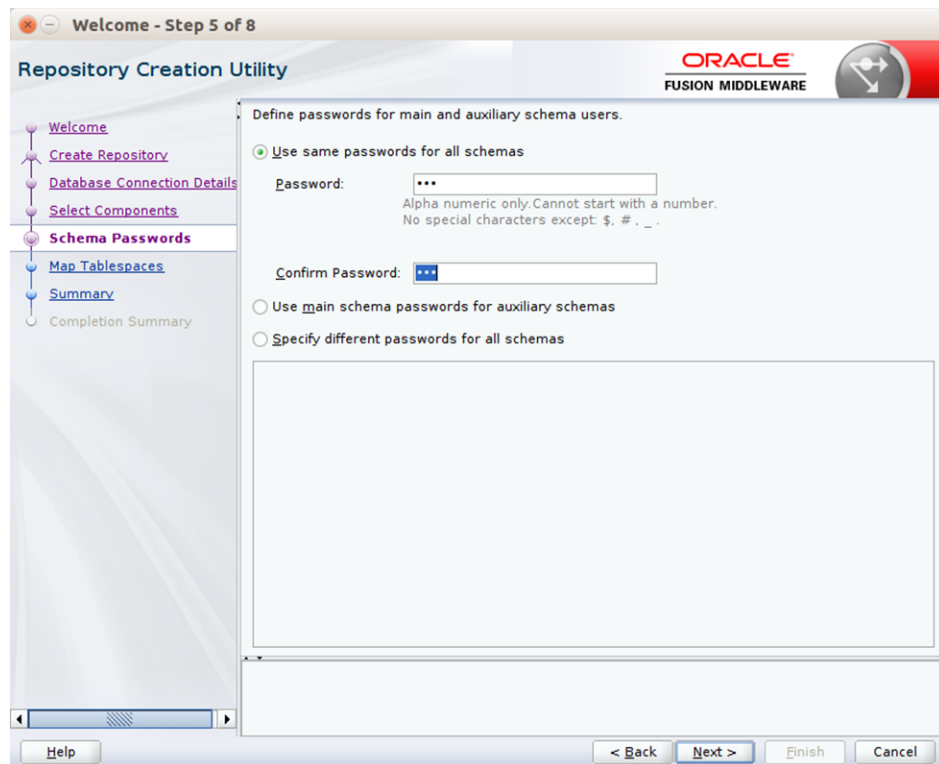 Welcome - Step 5 of 8
Repository Creation Utility
ORACLE
FUSION MIDDLEWARE
Welcome
Create Repository
Database Connection Details
Select Components
Schema Passwords
Map Tablespaces
Summary
Completion Summary
Define passwords for main and auxiliary schema users.
Use same passwords for all schemas
Password: •••
Alpha numeric only.Cannot start with a number.
No special characters except: $, # , _ .
Confirm Password: •••
Use main schema passwords for auxiliary schemas
Specify different passwords for all schemas
Help
< Back
Next >
Finish
Cancel